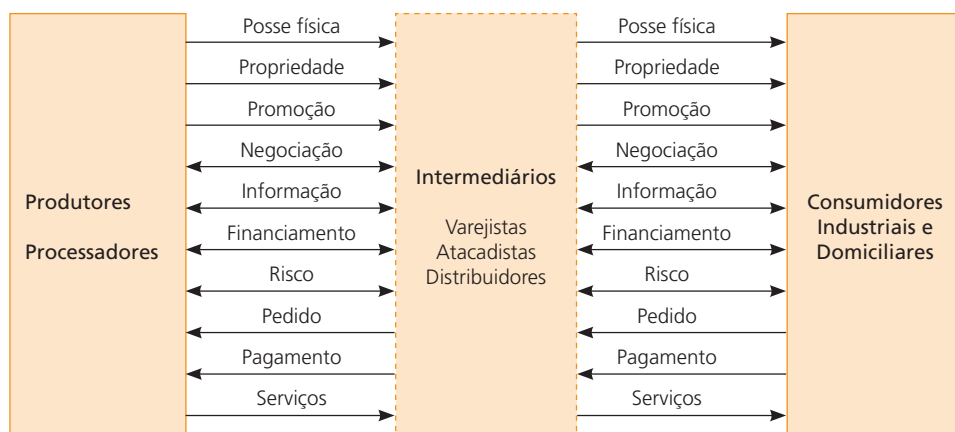 Posse física
Posse física
Propriedade
Propriedade
Promoção
Promoção
Negociação
Negociação
Informação
Informação
Financiamento
Financiamento
Risco
Risco
Pedido
Pedido
Pagamento
Pagamento
Serviços
Serviços
Produtores
Processadores
Intermediários
Varejistas
Atacadistas
Distribuidores
Consumidores
Industriais e
Domiciliares